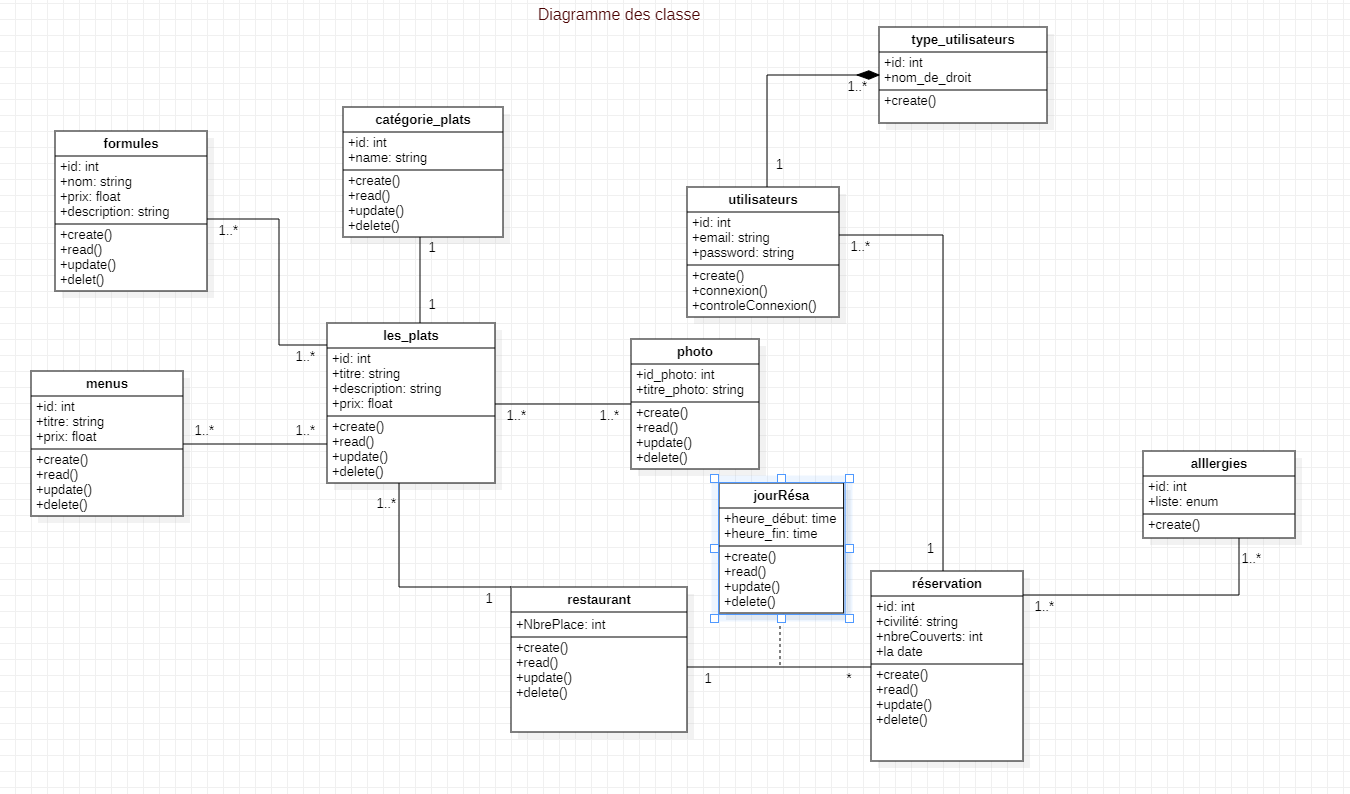 Diagramme des classe
type_utilisateurs
+id: int
+nom_de_droit
+create()
1..*
1
catégorie_plats
+id: int
+name: string
+create()
+read()
+update()
+delete()
1
1
formules
+id: int
+nom: string
+prix: float
+description: string
+create()
+read()
+update()
+delet()
1..*
1..*
utilisateurs
+id: int
+email: string
+password: string
+create()
+connexion()
+controleConnexion()
1..*
1
les_plats
+id: int
+titre: string
+description: string
+prix: float
+create()
+read()
+update()
+delete()
1..*
1..*
photo
+id_photo: int
+titre_photo: string
+create()
+read()
+update()
+delete()
menus
+id: int
+titre: string
+prix: float
+create()
+read()
+update()
+delete()
1..*
1..*
1..*
1
alllergies
+id: int
+liste: enum
+create()
1..*
1..*
jourRésa
+heure_début: time
+heure_fin: time
+create()
+read()
+update()
+delete()
restaurant
+NbrePlace: int
+create()
+read()
+update()
+delete()
1
*
réservation
+id: int
+civilité: string
+nbreCouverts: int
+la date
+create()
+read()
+update()
+delete()